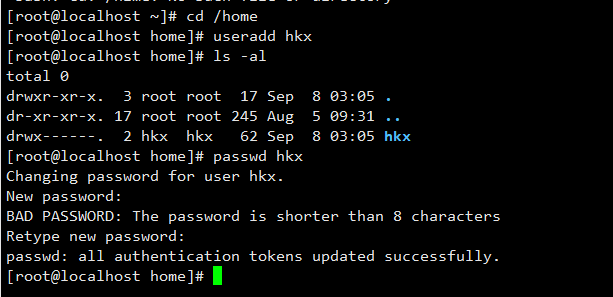 [root@localhost ~]# cd /home
[root@localhost home]# useradd hkx
[root@localhost home]# ls -al
total 0
drwxr-xr-x.  3 root root  17 Sep  8 03:05 .
dr-xr-xr-x. 17 root root 245 Aug  5 09:31 ..
drwx------.  2 hkx  hkx   62 Sep  8 03:05 hkx
[root@localhost home]# passwd hkx
Changing password for user hkx.
New password:
BAD PASSWORD: The password is shorter than 8 characters
Retype new password:
passwd: all authentication tokens updated successfully.
[root@localhost home]#